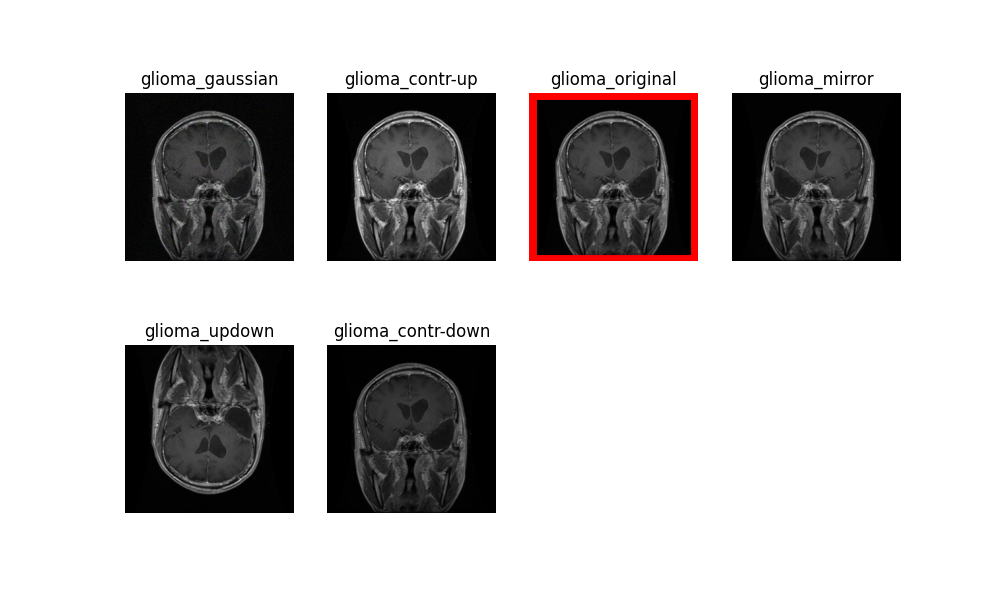 glioma_gaussian
glioma_contr-up
glioma_original
glioma_mirror
glioma_updown
glioma_contr-down